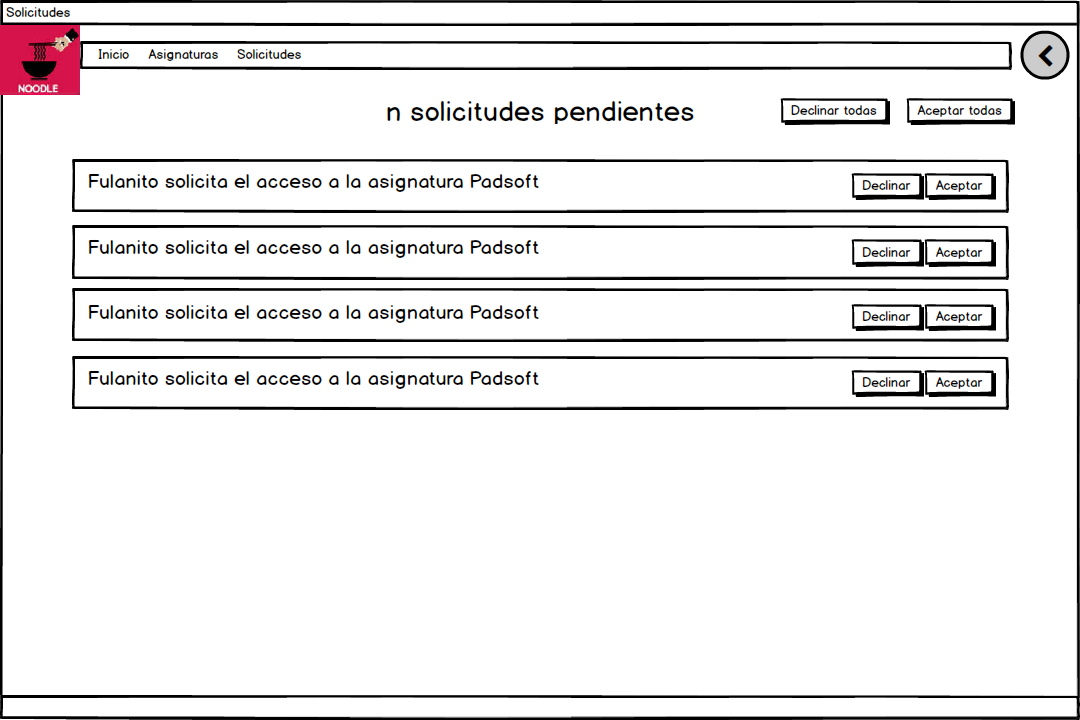 Solicitudes
NOODLE
Inicio Asignaturas Solicitudes
n solicitudes pendientes
Declinar todas Aceptar todas
Fulanito solicita el acceso a la asignatura Padsoft
Declinar Aceptar
Fulanito solicita el acceso a la asignatura Padsoft
Declinar Aceptar
Fulanito solicita el acceso a la asignatura Padsoft
Declinar Aceptar
Fulanito solicita el acceso a la asignatura Padsoft
Declinar Aceptar